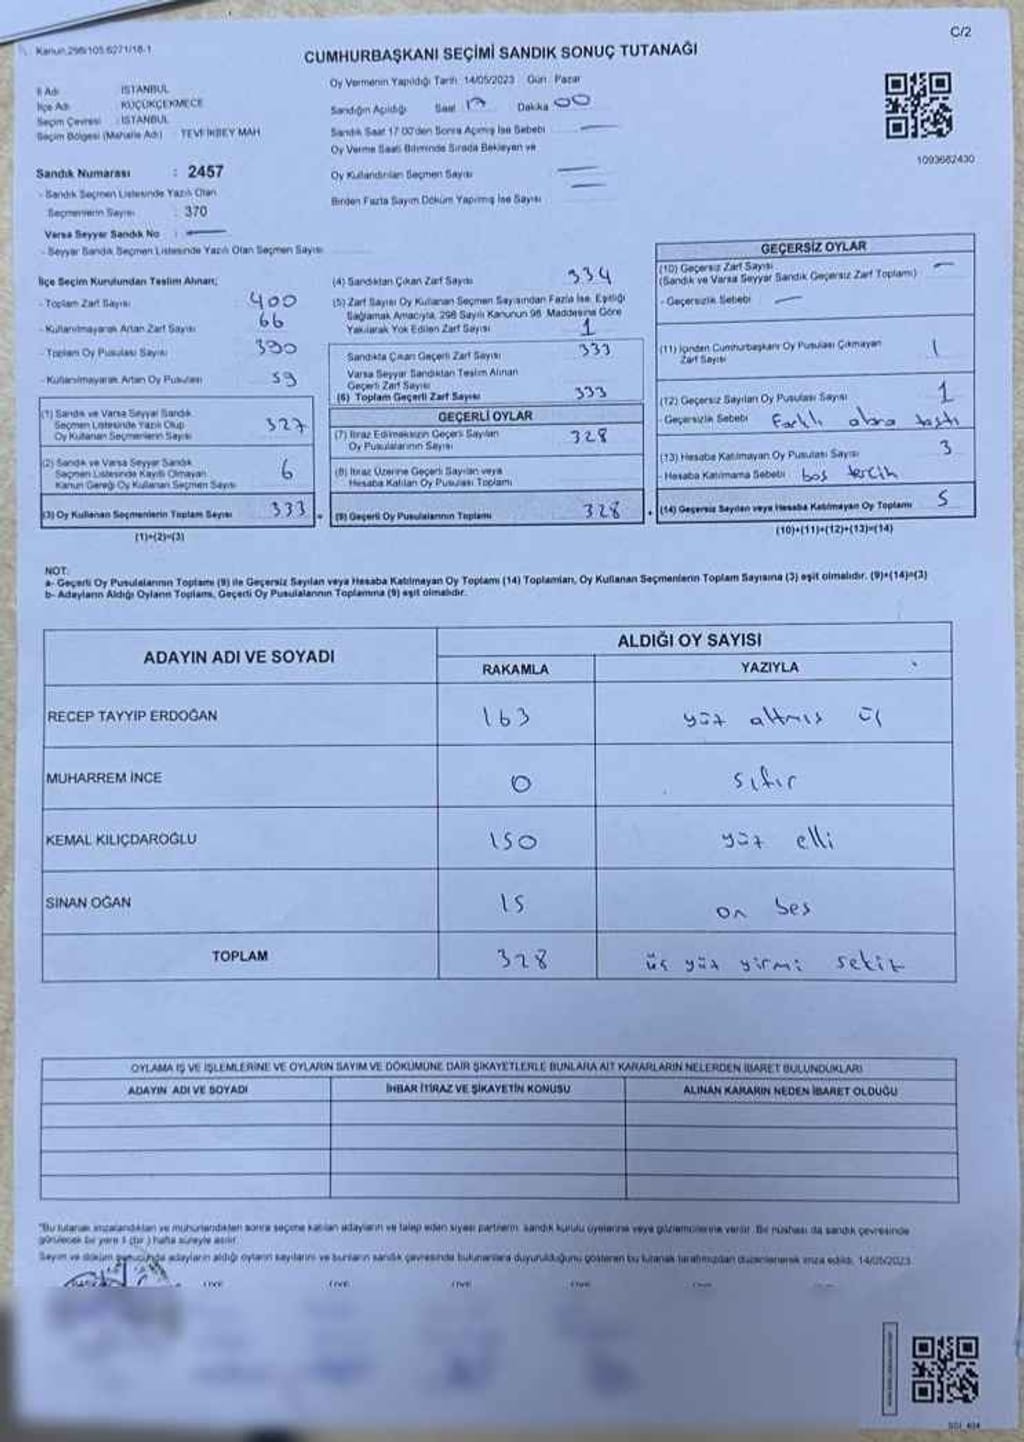 Kanun 298/105.6271/18-1
C/2
CUMHURBAŞKANI SEÇİMİ SANDIK SONUÇ TUTANAĞI
İl Adı : İSTANBUL
İlçe Adı : KÜÇÜKÇEKMECE
Seçim Çevresi : İSTANBUL
Seçim Bölgesi (Mahalle Adı) : TEVFİKBEY MAH
Sandık Numarası : 2457
- Sandık Seçmen Listesinde Yazılı Olan
Seçmenlerin Sayısı : 370
Varsa Seyyar Sandık No :
- Seyyar Sandık Seçmen Listesinde Yazılı Olan Seçmen Sayısı
Oy Vermenin Yapıldığı Tarih : 14/05/2023 Gün : Pazar
Sandığın Açıldığı Saat 17 Dakika 00
Sandık Saat 17:00'den Sonra Açımış İse Sebebi
Oy Verme Saati Bitiminde Sırada Bekleyen ve
Oy Kullandırılan Seçmen Sayısı
Birden Fazla Sayım Döküm Yapılmış İse Sayısı
1093682430
İlçe Seçim Kurulundan Teslim Alınan;
- Toplam Zarf Sayısı 400
- Kullanılmayarak Artan Zarf Sayısı 66
- Toplam Oy Pusulası Sayısı 390
- Kullanılmayarak Artan Oy Pusulası 59
(1) Sandık ve Varsa Seyyar Sandık
Seçmen Listesinde Yazılı Olup
Oy Kullanan Seçmenlerin Sayısı 327
(2) Sandık ve Varsa Seyyar Sandık
Seçmen Listesinde Kayıtlı Olmayan
Kanun Gereği Oy Kullanan Seçmen Sayısı 6
(3) Oy Kullanan Seçmenlerin Toplam Sayısı 333
(1)+(2)=(3)
(4) Sandıktan Çıkan Zarf Sayısı 334
(5) Zarf Sayısı Oy Kullanan Seçmen Sayısından Fazla İse, Eşitliği
Sağlamak Amacıyla, 298 Sayılı Kanunun 98. Maddesine Göre
Yakılarak Yok Edilen Zarf Sayısı 1
Sandıkta Çıkan Geçerli Zarf Sayısı 333
Varsa Seyyar Sandıktan Teslim Alınan
Geçerli Zarf Sayısı
(6) Toplam Geçerli Zarf Sayısı 333
GEÇERLİ OYLAR
(7) İtiraz Edilmeksizin Geçerli Sayılan
Oy Pusulalarının Sayısı 328
(8) İtiraz Üzerine Geçerli Sayılan veya
Hesaba Katılan Oy Pusulası Toplamı
(9) Geçerli Oy Pusulalarının Toplamı 328
GEÇERSİZ OYLAR
(10) Geçersiz Zarf Sayısı
(Sandık ve Varsa Seyyar Sandık Geçersiz Zarf Toplamı)
- Geçersizlik Sebebi :
(11) İçinden Cumhurbaşkanı Oy Pusulası Çıkmayan
Zarf Sayısı 1
(12) Geçersiz Sayılan Oy Pusulası Sayısı 1
- Geçersizlik Sebebi : Farklı alana taştı
(13) Hesaba Katılmayan Oy Pusulası Sayısı 3
- Hesaba Katılmama Sebebi : boş tercih
(14) Geçersiz Sayılan veya Hesaba Katılmayan Oy Toplamı 5
(10)+(11)+(12)+(13)=(14)
NOT:
a- Geçerli Oy Pusulalarının Toplamı (9) ile Geçersiz Sayılan veya Hesaba Katılmayan Oy Toplamı (14) Toplamları, Oy Kullanan Seçmenlerin Toplam Sayısına (3) eşit olmalıdır. (9)+(14)=(3)
b- Adayların Aldığı Oyların Toplamı, Geçerli Oy Pusulalarının Toplamına (9) eşit olmalıdır.
ADAYIN ADI VE SOYADI
ALDIĞI OY SAYISI
RAKAMLA YAZIYLA
RECEP TAYYIP ERDOĞAN 163 yüz altmıs üç
MUHARREM İNCE 0 sıfır
KEMAL KILIÇDAROĞLU 150 yüz elli
SİNAN OĞAN 15 on bes
TOPLAM 328 üç yüz yirmi sekiz
OYLAMA İŞ VE İŞLEMLERİNE VE OYLARIN SAYIM VE DÖKÜMÜNE DAİR ŞİKAYETLERLE BUNLARA AİT KARARLARIN NELERDEN İBARET BULUNDUKLARI
ADAYIN ADI VE SOYADI İHBAR İTİRAZ VE ŞİKAYETİN KONUSU ALINAN KARARIN NEDEN İBARET OLDUĞU
"Bu tutanak imzalandıktan ve mühürlendikten sonra seçime katılan adayların ve talep eden siyasi partilerin sandık kurulu üyelerine veya gözlemcilerine verilir. Bir nüshası da sandık çevresinde
görülecek bir yere 1 (bir) hafta süreyle asılır.
Sayım ve döküm sonucunda adayların aldığı oyların sayılarını ve bunların sandık çevresinde bulunanlara duyurulduğunu gösteren bu tutanak tarafımızdan düzenlenerek imza edildi. 14/05/2023